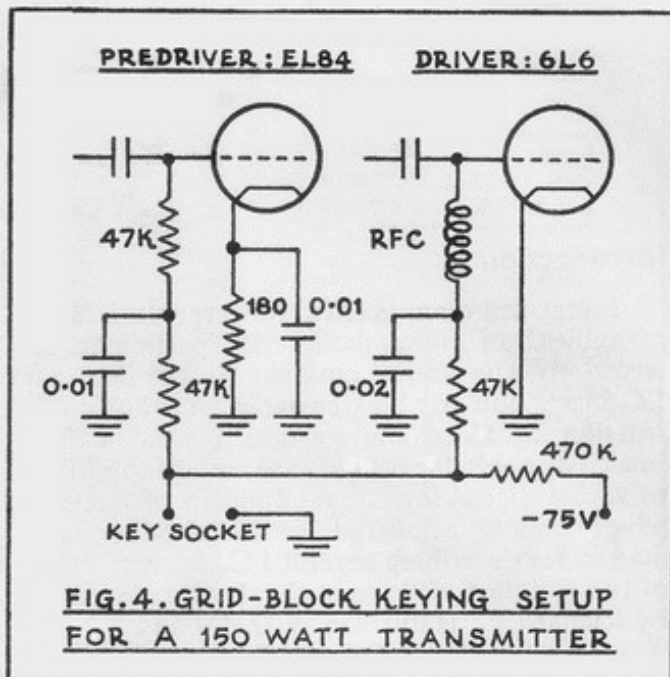 PREDRIVER: EL84
DRIVER: 6L6
47K
RFC
180
0.01
0.01
47K
0.02
47K
470K
-75V
KEY SOCKET
FIG.4. GRID-BLOCK KEYING SETUP
FOR A 150 WATT TRANSMITTER